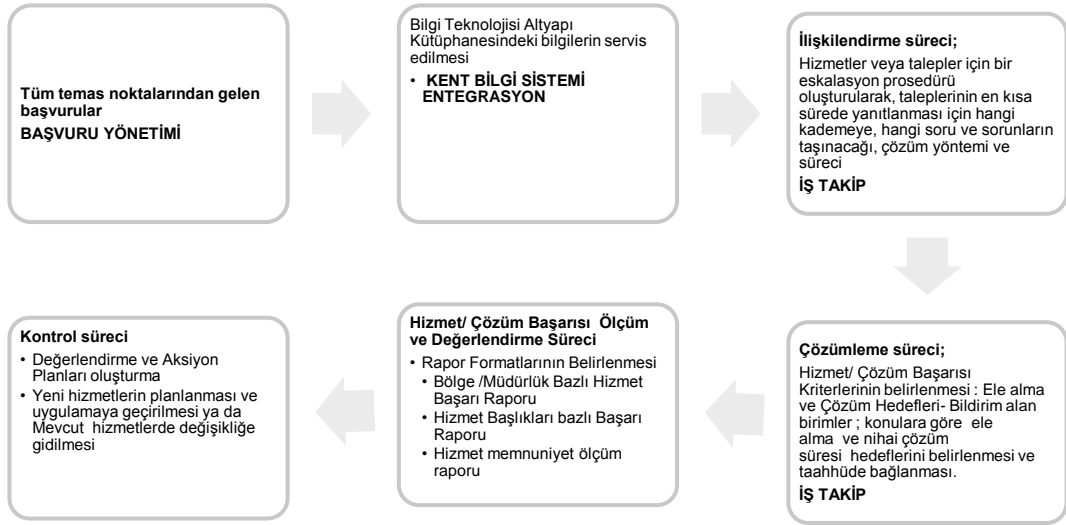 Tüm temas noktalarından gelen
başvurular
BAŞVURU YÖNETİMİ
Bilgi Teknolojisi Altyapı
Kütüphanesindeki bilgilerin servis
edilmesi
• KENT BİLGİ SİSTEMİ
ENTEGRASYON
İlişkilendirme süreci;
Hizmetler veya talepler için bir
eskalasyon prosedürü
oluşturularak, taleplerinin en kısa
sürede yanıtlanması için hangi
kademeye, hangi soru ve sorunların
taşınacağı, çözüm yöntemi ve
süreci
İŞ TAKİP
Çözümleme süreci;
Hizmet/ Çözüm Başarısı
Kriterlerinin belirlenmesi : Ele alma
ve Çözüm Hedefleri- Bildirim alan
birimler ; konulara göre ele
alma ve nihai çözüm
süresi hedeflerini belirlenmesi ve
taahhüde bağlanması.
İŞ TAKİP
Hizmet/ Çözüm Başarısı Ölçüm
ve Değerlendirme Süreci
• Rapor Formatlarının Belirlenmesi
• Bölge /Müdürlük Bazlı Hizmet
Başarı Raporu
• Hizmet Başlıkları bazlı Başarı
Raporu
• Hizmet memnuniyet ölçüm
raporu
Kontrol süreci
• Değerlendirme ve Aksiyon
Planları oluşturma
• Yeni hizmetlerin planlanması ve
uygulamaya geçirilmesi ya da
Mevcut hizmetlerde değişikliğe
gidilmesi